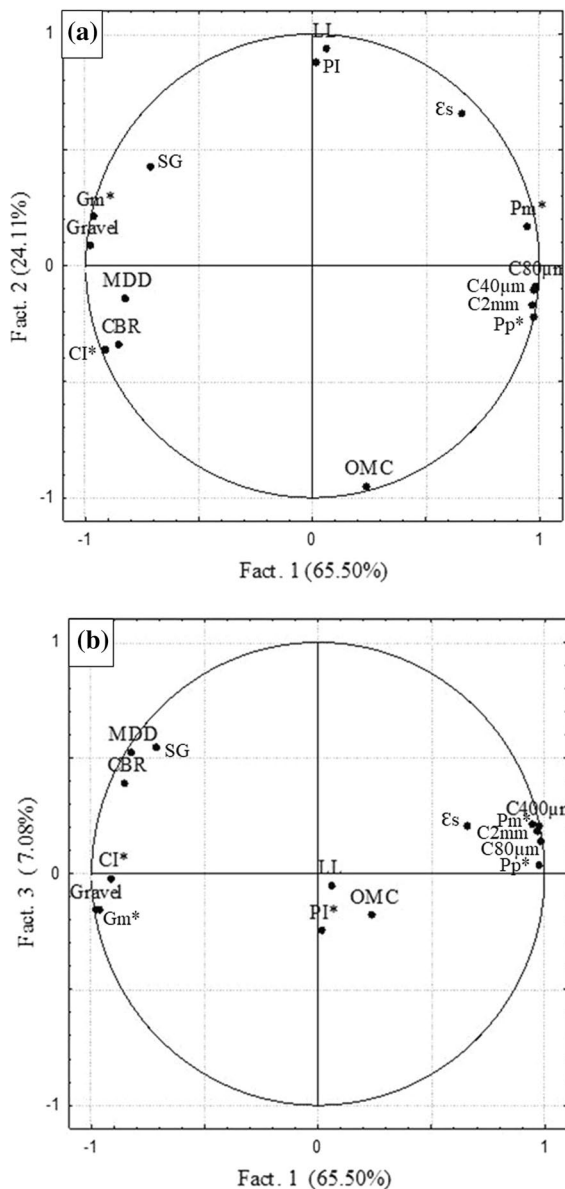 (a)
1
LL
PI
Ɛs
SG
Gm*
Pm*
Gravel
0
C80µm
MDD
C40µm
C2mm
CBR
Pp*
CI*
OMC
-1
-1
0
1
Fact. 2 (24.11%)
Fact. 1 (65.50%)
(b)
1
MDD
SG
CBR
C400µm
Ɛs
Pm*
C2mm
CI*
LL
C80µm
0
Pp*
Gravel
Gm*
PI*
OMC
-1
-1
0
1
Fact. 3 ( 7.08%)
Fact. 1 (65.50%)